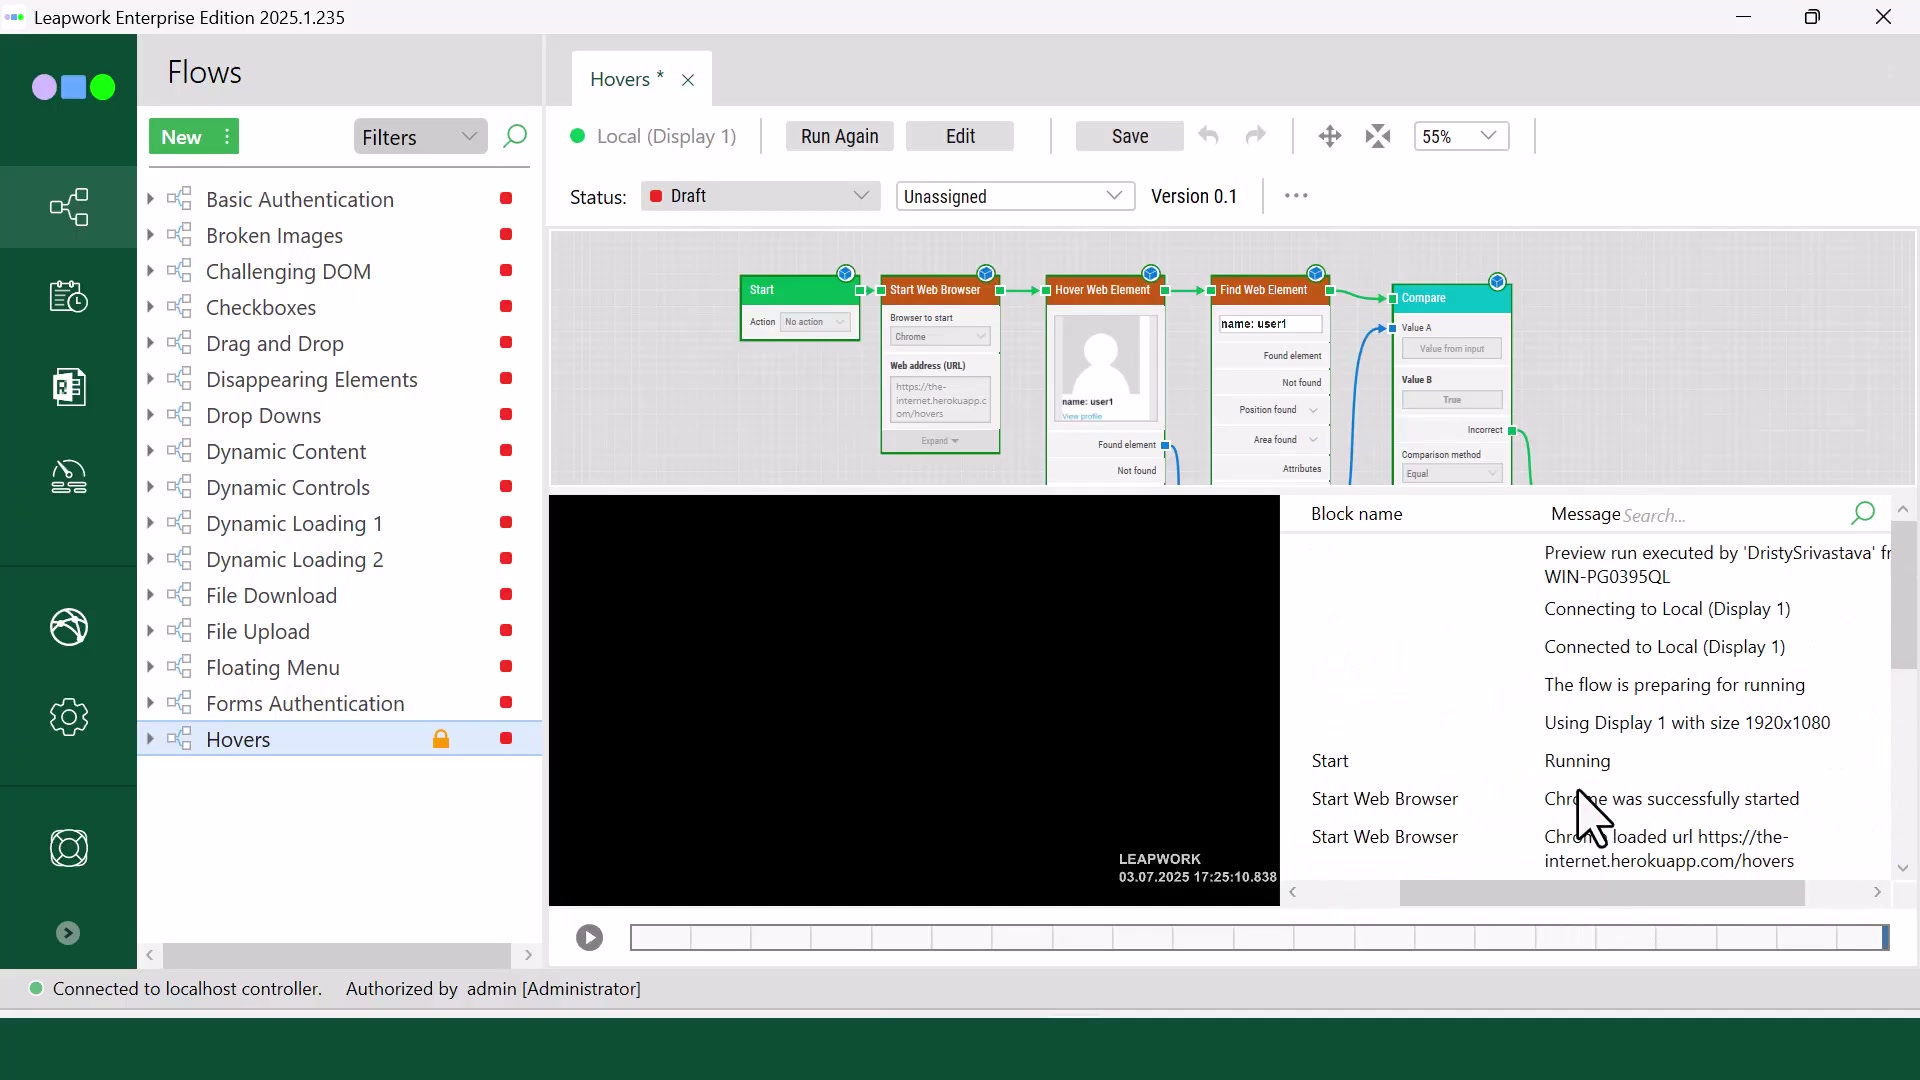 Leapwork Enterprise Edition 2025.1.235
Flows
Hovers *
New
Filters
Local (Display 1)
Run Again
Edit
Save
55%
Status:
Draft
Unassigned
Version 0.1
Basic Authentication
Broken Images
Challenging DOM
Checkboxes
Drag and Drop
Disappearing Elements
Drop Downs
Dynamic Content
Dynamic Controls
Dynamic Loading 1
Dynamic Loading 2
File Download
File Upload
Floating Menu
Forms Authentication
Hovers
Start
Action
No action
Start Web Browser
Browser to start
Chrome
Web address (URL)
https://the-
internet.herokuapp.c
om/hovers
Expand
Hover Web Element
name: user1
View profile
Found element
Not found
Find Web Element
name: user1
Found element
Not found
Position found
Area found
Attributes
Compare
Value A
Value from input
Value B
True
Incorrect
Comparison method
Equal
LEAPWORK
03.07.2025 17:25:10.838
Block name
Message
Search...
Preview run executed by 'DristySrivastava' fr
WIN-PG0395QL
Connecting to Local (Display 1)
Connected to Local (Display 1)
The flow is preparing for running
Using Display 1 with size 1920x1080
Start
Running
Start Web Browser
Chrome was successfully started
Start Web Browser
Chrome loaded url https://the-
internet.herokuapp.com/hovers
Connected to localhost controller.
Authorized by admin [Administrator]